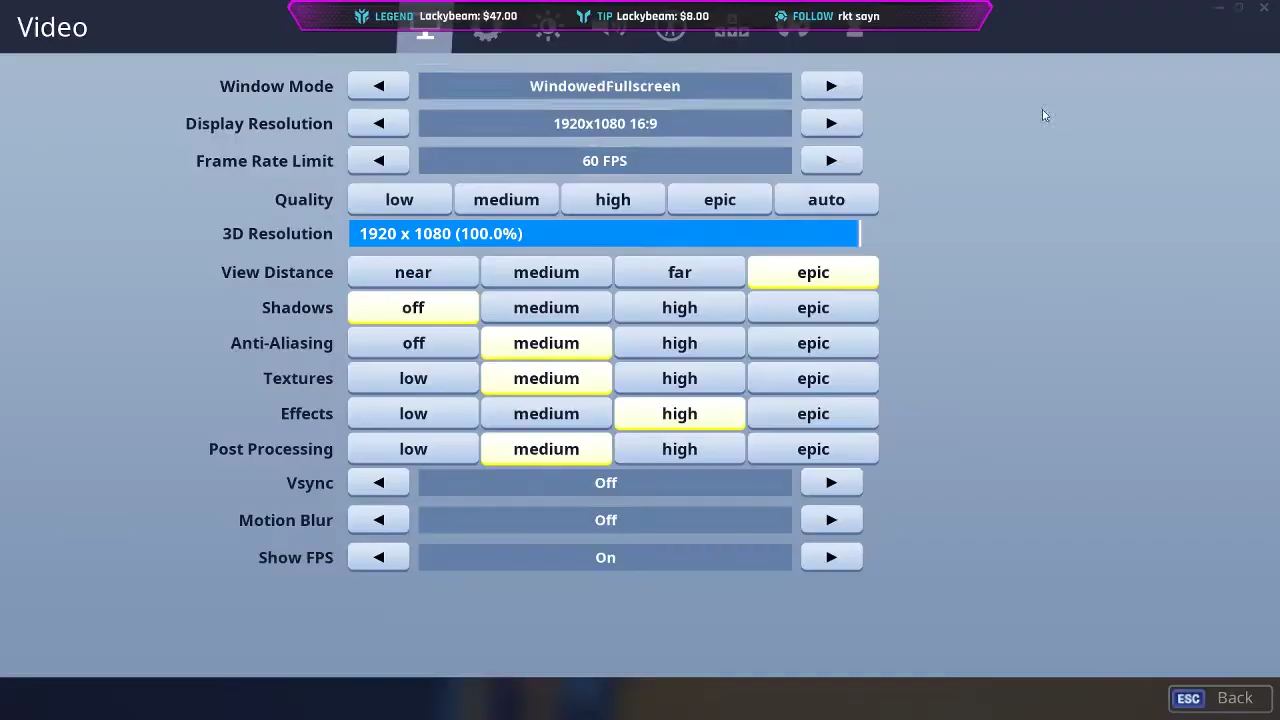 LEGEND Lackybeam: $47.00 TIP Lackybeam: $8.00 FOLLOW rkt sayn
Video
Window Mode WindowedFullscreen
Display Resolution 1920x1080 16:9
Frame Rate Limit 60 FPS
Quality low medium high epic auto
3D Resolution 1920 x 1080 (100.0%)
View Distance near medium far epic
Shadows off medium high epic
Anti-Aliasing off medium high epic
Textures low medium high epic
Effects low medium high epic
Post Processing low medium high epic
Vsync Off
Motion Blur Off
Show FPS On
ESC Back